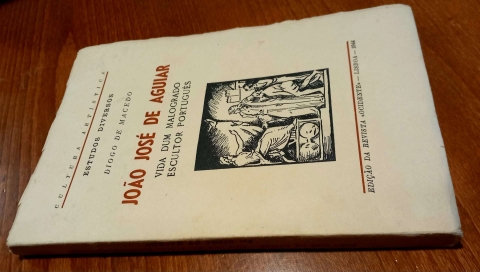 CULTURA ARTÍSTICA
ESTUDOS DIVERSOS
DIOGO DE MACEDO
JOÃO JOSÉ DE AGUIAR
VIDA DUM MALOGRADO
ESCULTOR PORTUGUÊS
EDIÇÃO DA REVISTA «OCIDENTE» — LISBOA — 1944